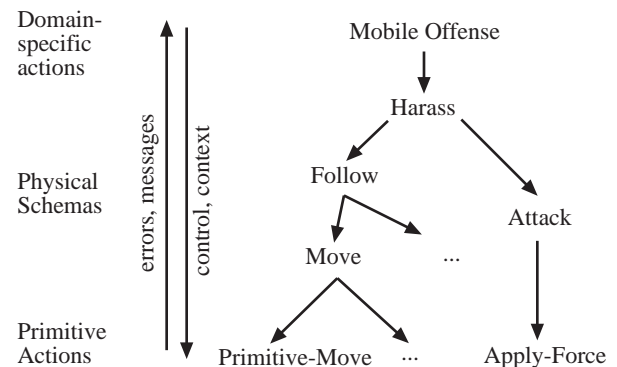 Domain-
specific
actions
Mobile Offense
Harass
errors, messages
control, context
Physical
Schemas
Follow
Attack
Move
...
Primitive
Actions
Primitive-Move
...
Apply-Force